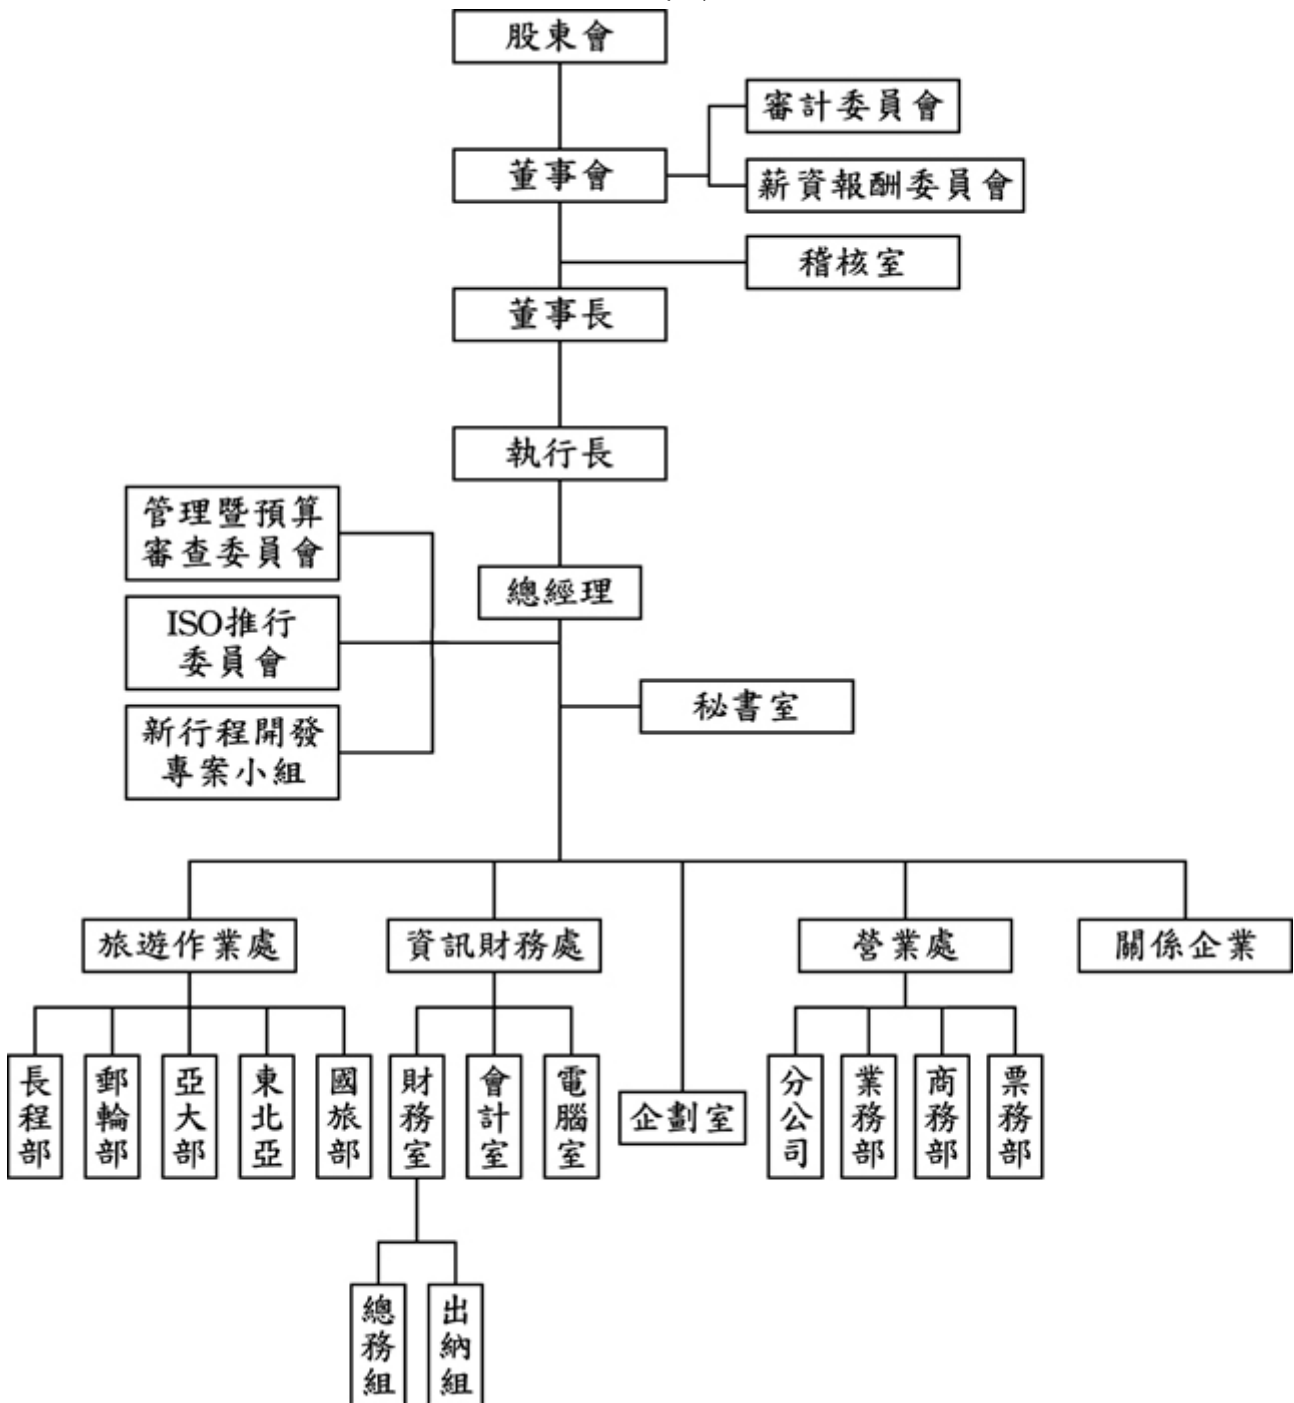 股東會
審計委員會
董事會
薪資報酬委員會
稽核室
董事長
執行長
管理暨預算
審查委員會
總經理
ISO推行
委員會
秘書室
新行程開發
專案小組
旅遊作業處
資訊財務處
營業處
關係企業
長程部
郵輪部
亞大部
東北亞
國旅部
財務室
會計室
電腦室
企劃室
分公司
業務部
商務部
票務部
總務組
出納組